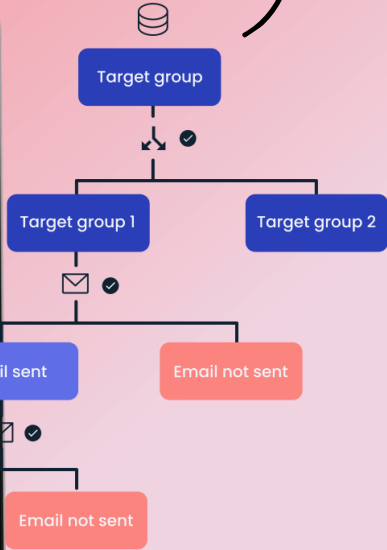 Target group
Target group 1
Target group 2
il sent
Email not sent
Email not sent